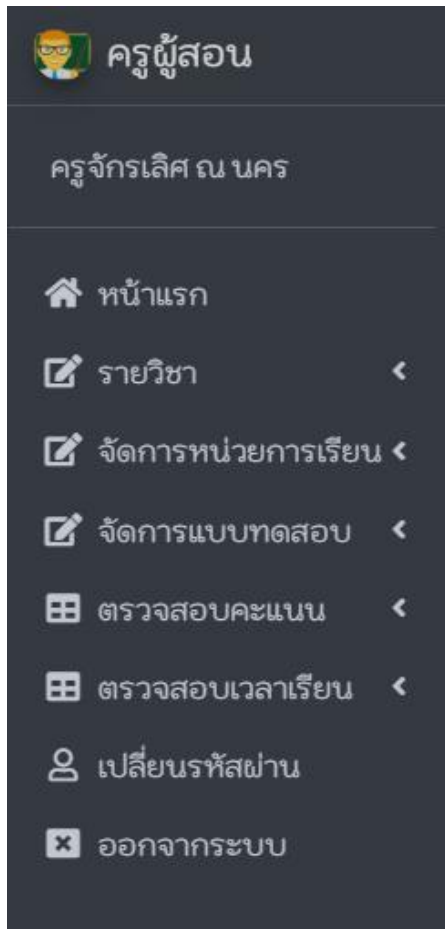 ครูผู้สอน
ครูจักรเลิศ ณ นคร
หน้าแรก
รายวิชา
จัดการหน่วยการเรียน
จัดการแบบทดสอบ
ตรวจสอบคะแนน
ตรวจสอบเวลาเรียน
เปลี่ยนรหัสผ่าน
ออกจากระบบ